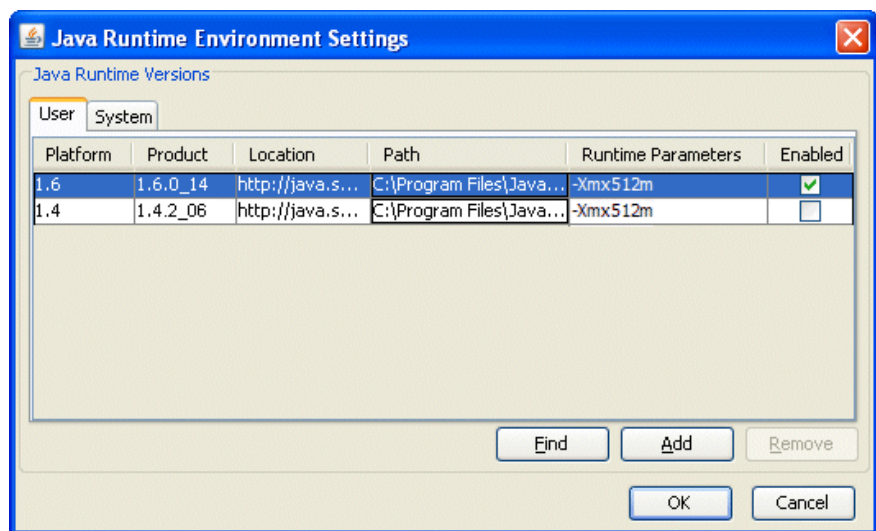 Java Runtime Environment Settings
Java Runtime Versions
User System
Platform Product Location Path Runtime Parameters Enabled
1.6 1.6.0_14 http://java.s... C:\Program Files\Java... -Xmx512m
1.4 1.4.2_06 http://java.s... C:\Program Files\Java... -Xmx512m
Find Add Remove
OK Cancel